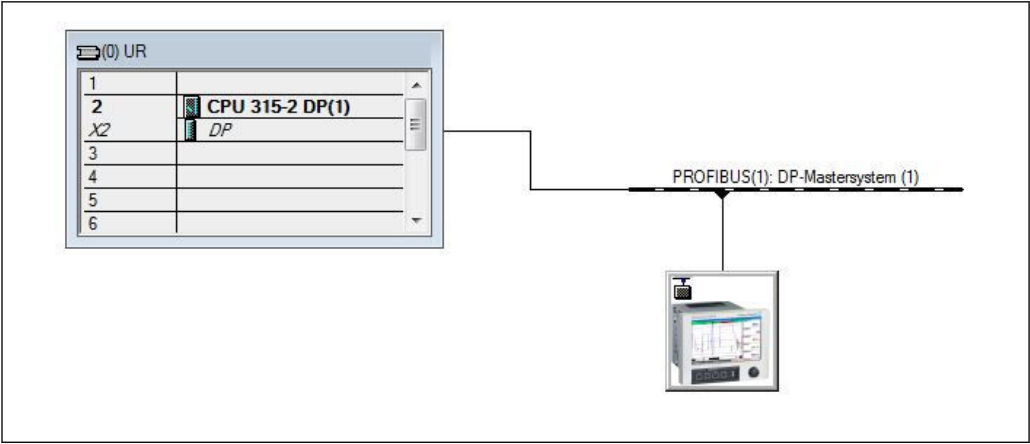 (0) UR
1
2 CPU 315-2 DP(1)
X2 DP
3
4
5
6
PROFIBUS(1): DP-Mastersystem (1)